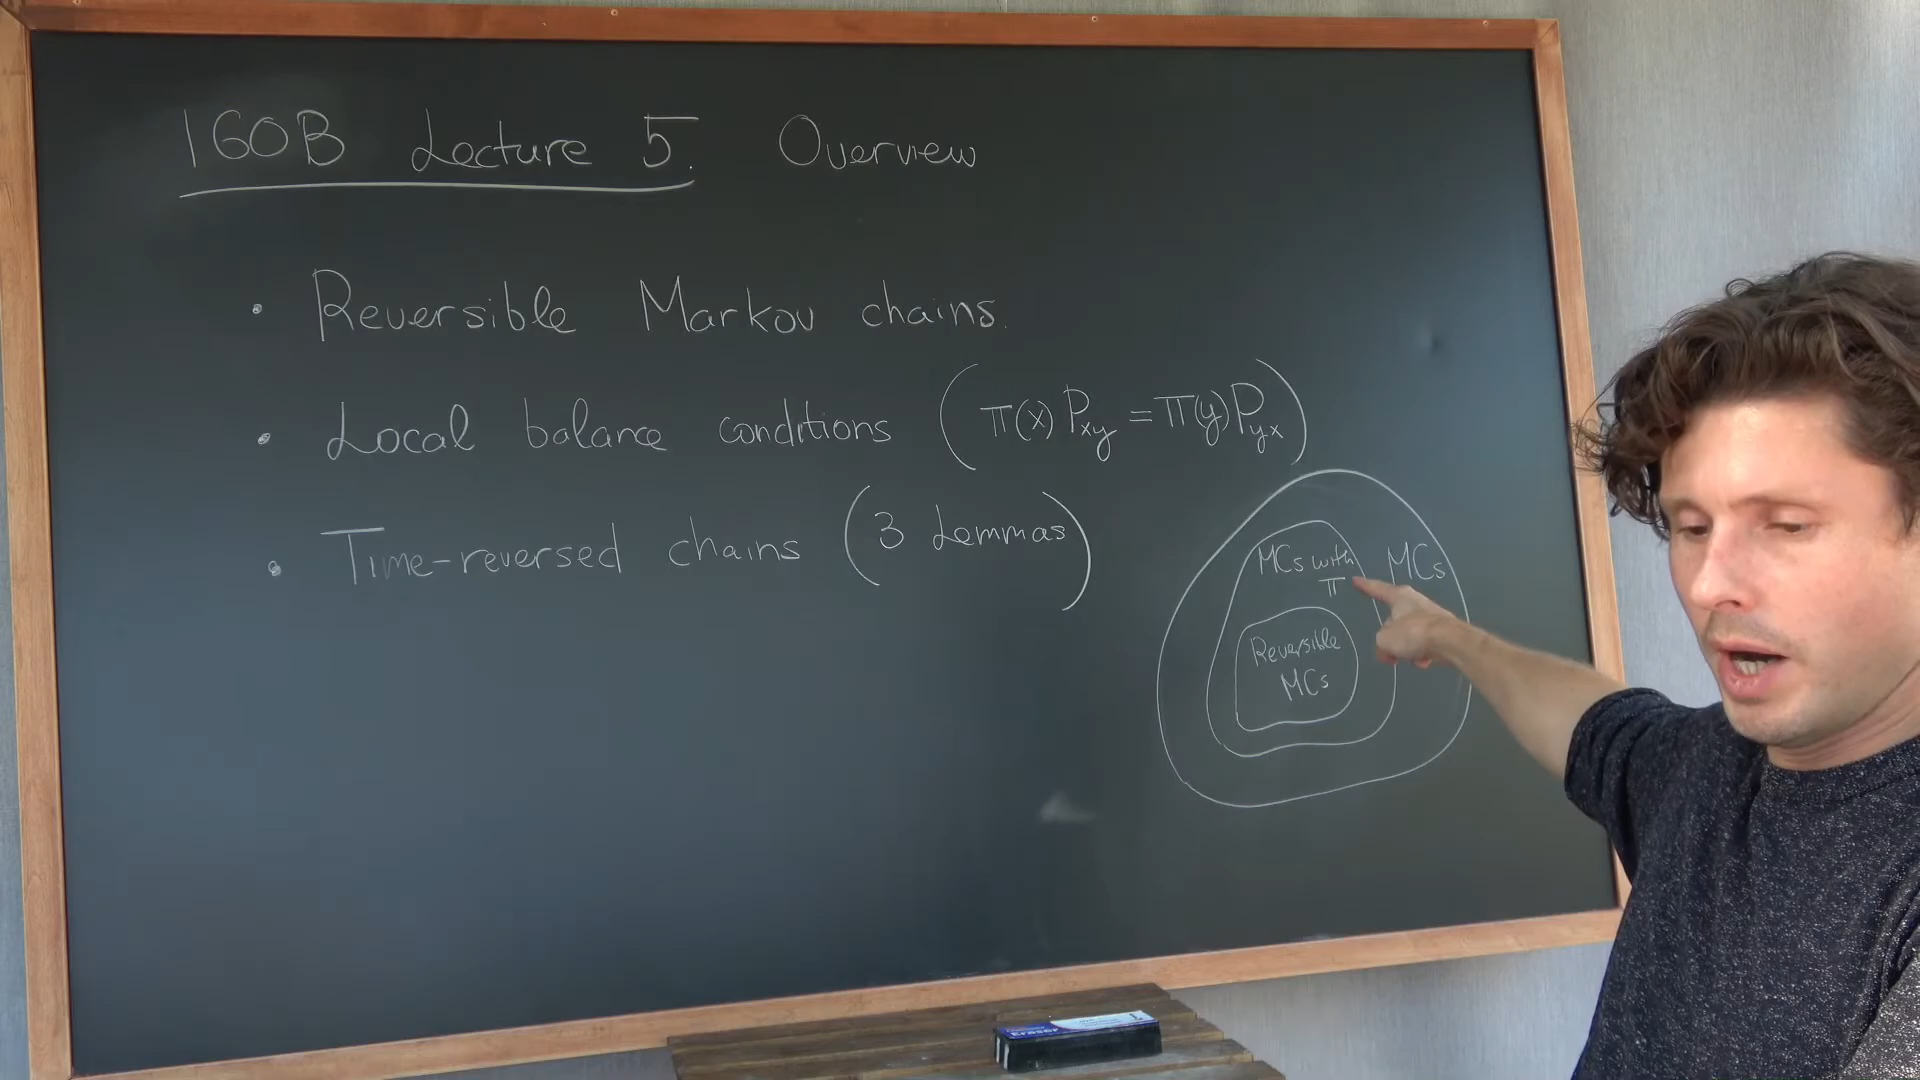 160B Lecture 5. Overview
• Reversible Markov chains.
• Local balance conditions (π(x) Pxy = π(y) Pyx)
• Time-reversed chains (3 Lemmas)
MCs with π
MCs
Reversible
MCs
Eraser